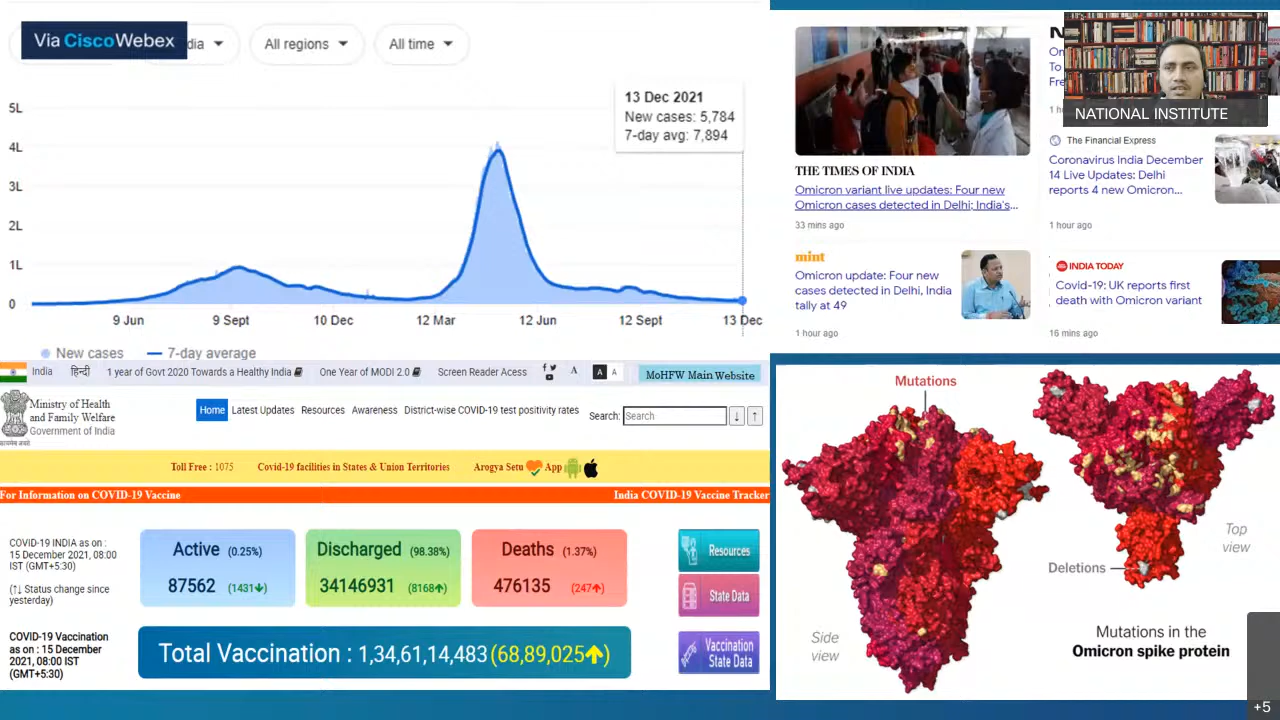 Via CiscoWebex
dia
All regions
All time
13 Dec 2021
New cases: 5,784
7-day avg: 7,894
5L
4L
3L
2L
1L
0
9 Jun
9 Sept
10 Dec
12 Mar
12 Jun
12 Sept
13 Dec
New cases
7-day average
THE TIMES OF INDIA
Omicron variant live updates: Four new
Omicron cases detected in Delhi; India's...
33 mins ago
mint
Omicron update: Four new
cases detected in Delhi, India
tally at 49
1 hour ago
N
On
To
Fre
1 h
NATIONAL INSTITUTE
The Financial Express
Coronavirus India December
14 Live Updates: Delhi
reports 4 new Omicron...
1 hour ago
INDIA TODAY
Covid-19: UK reports first
death with Omicron variant
16 mins ago
India
हिन्दी
1 year of Govt 2020 Towards a Healthy India
One Year of MODI 2.0
Screen Reader Acess
A
A
A
MoHFW Main Website
Ministry of Health
and Family Welfare
Government of India
Home
Latest Updates
Resources
Awareness
District-wise COVID-19 test positivity rates
Search:
Search
↓
↑
Toll Free : 1075
Covid-19 facilities in States & Union Territories
Arogya Setu App
For Information on COVID-19 Vaccine
India COVID-19 Vaccine Tracker
COVID-19 INDIA as on :
15 December 2021, 08:00
IST (GMT+5:30)
(↑↓ Status change since
yesterday)
Active (0.25%)
87562 (1431↓)
Discharged (98.38%)
34146931 (8168↑)
Deaths (1.37%)
476135 (247↑)
Resources
State Data
Vaccination
State Data
COVID-19 Vaccination
as on : 15 December
2021, 08:00 IST
(GMT+5:30)
Total Vaccination : 1,34,61,14,483 (68,89,025↑)
Mutations
Top
view
Deletions
Side
view
Mutations in the
Omicron spike protein
+5